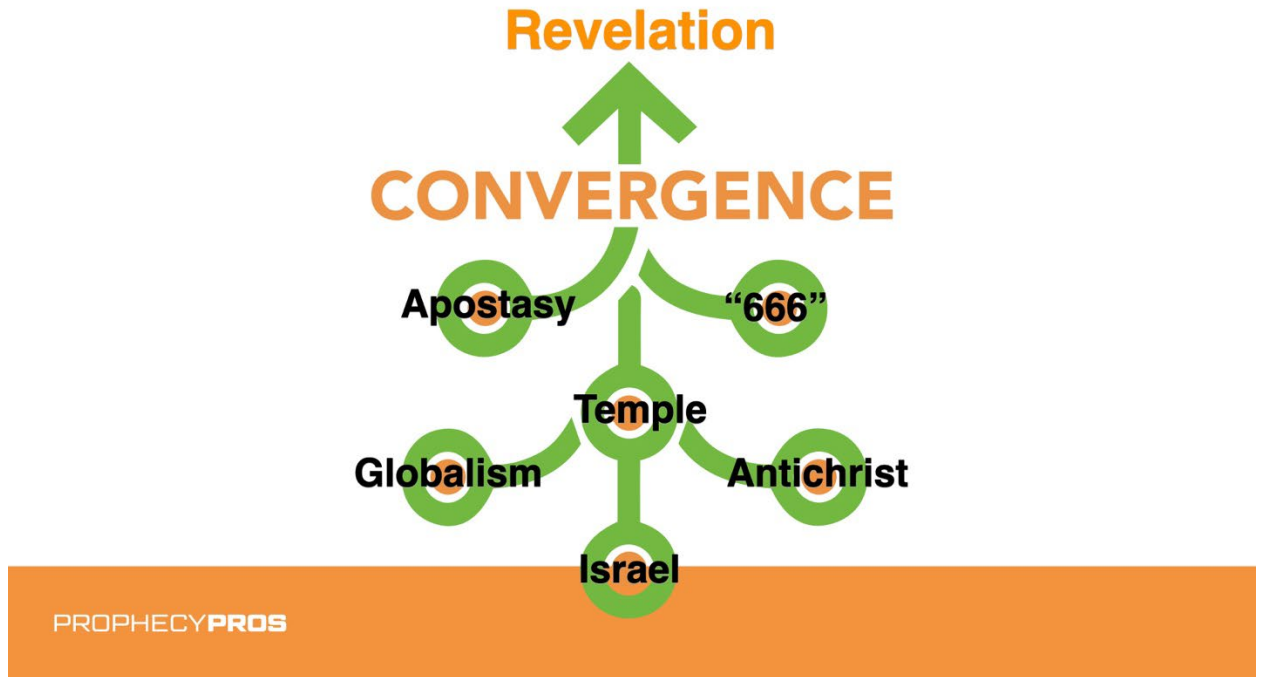 Revelation
CONVERGENCE
Apostasy
“666”
Temple
Globalism
Antichrist
Israel
PROPHECYPROS